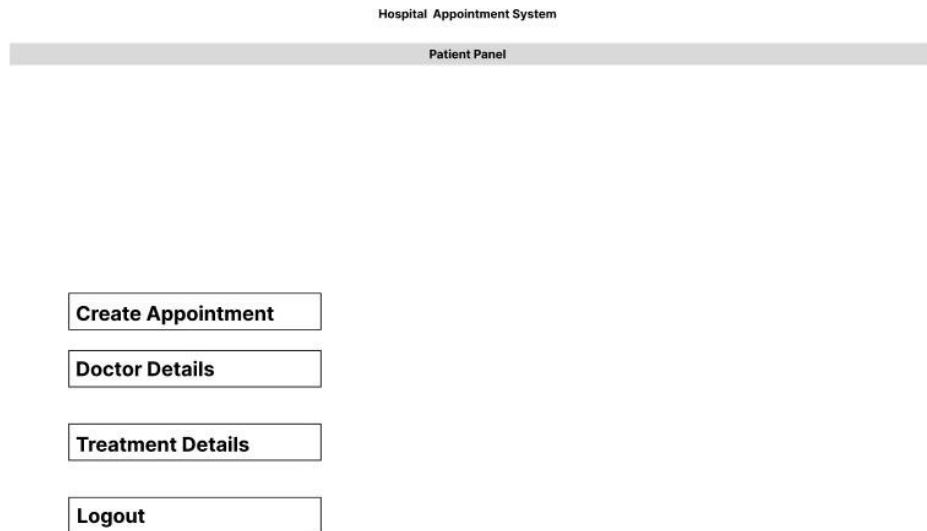 Hospital Appointment System
Patient Panel
Create Appointment
Doctor Details
Treatment Details
Logout